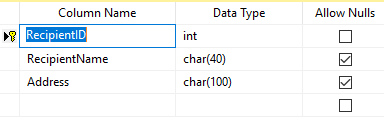 Column Name Data Type Allow Nulls
RecipientID int
RecipientName char(40)
Address char(100)